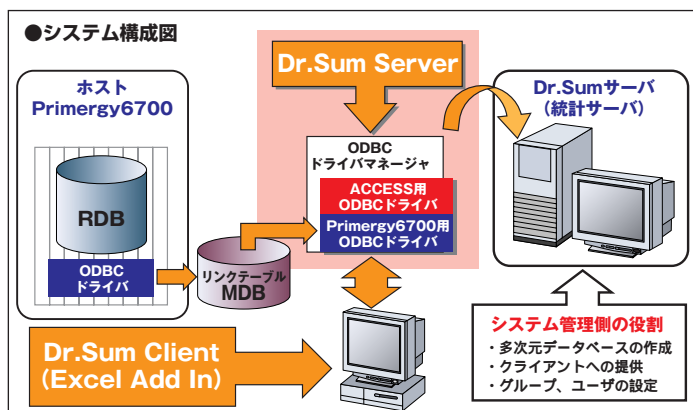 ●システム構成図
ホスト
Primergy6700
RDB
ODBC
ドライバ
リンクテーブル
MDB
Dr.Sum Server
ODBC
ドライバマネージャ
ACCESS用
ODBCドライバ
Primergy6700用
ODBCドライバ
Dr.Sumサーバ
(統計サーバ)
Dr.Sum Client
(Excel Add In)
システム管理側の役割
・多次元データベースの作成
・クライアントへの提供
・グループ、ユーザの設定